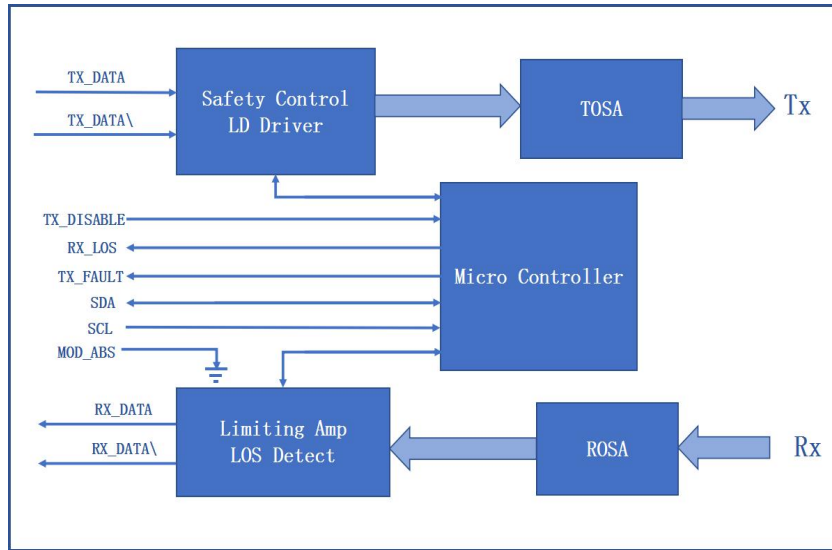 TX_DATA
TX_DATA\
Safety Control
LD Driver
TOSA
Tx
TX_DISABLE
RX_LOS
TX_FAULT
SDA
SCL
MOD_ABS
Micro Controller
RX_DATA
RX_DATA\
Limiting Amp
LOS Detect
ROSA
Rx